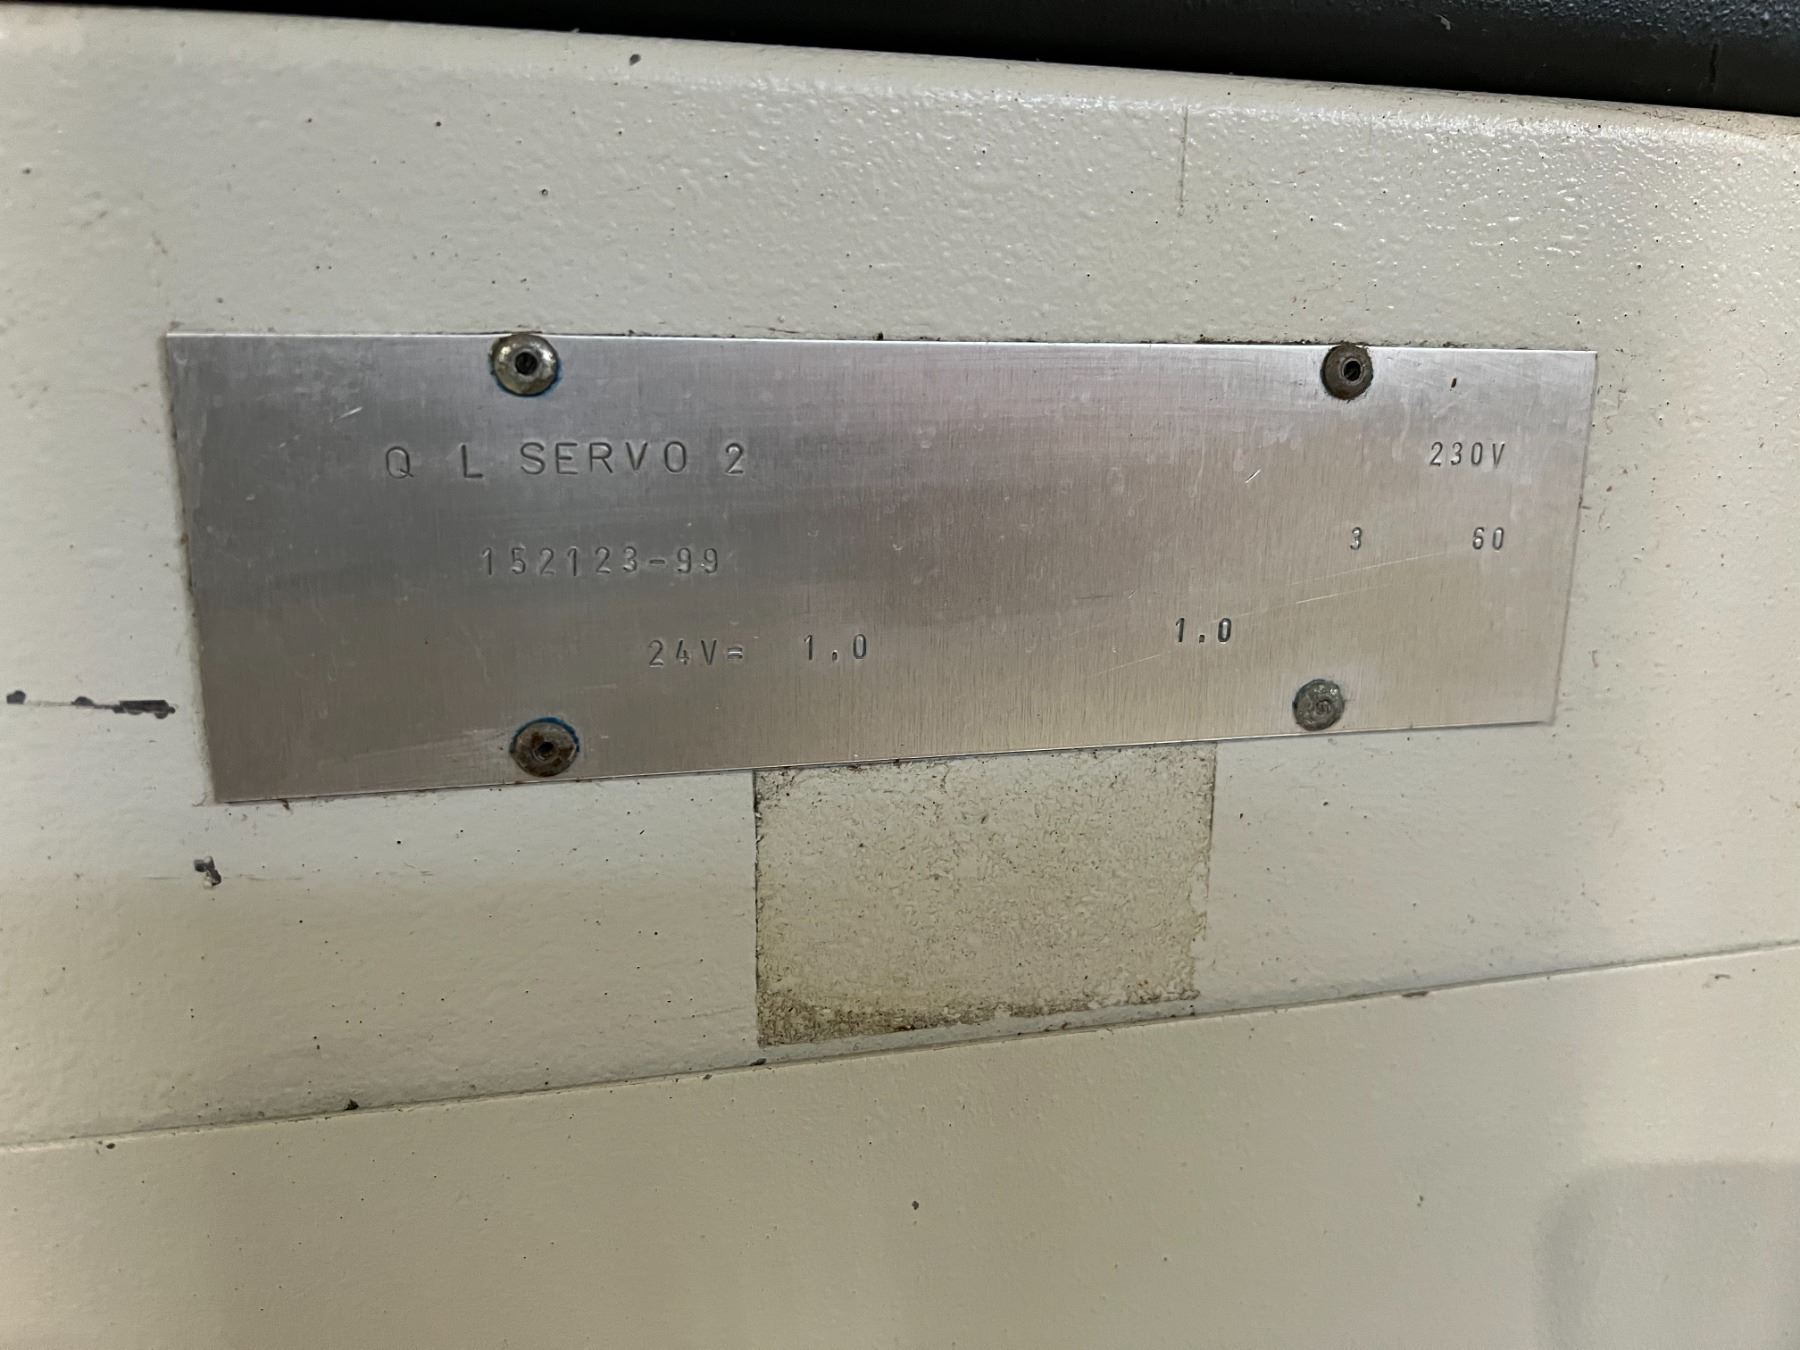 Q L SERVO 2 230V
152123-99 3 60
24V= 1.0 1.0